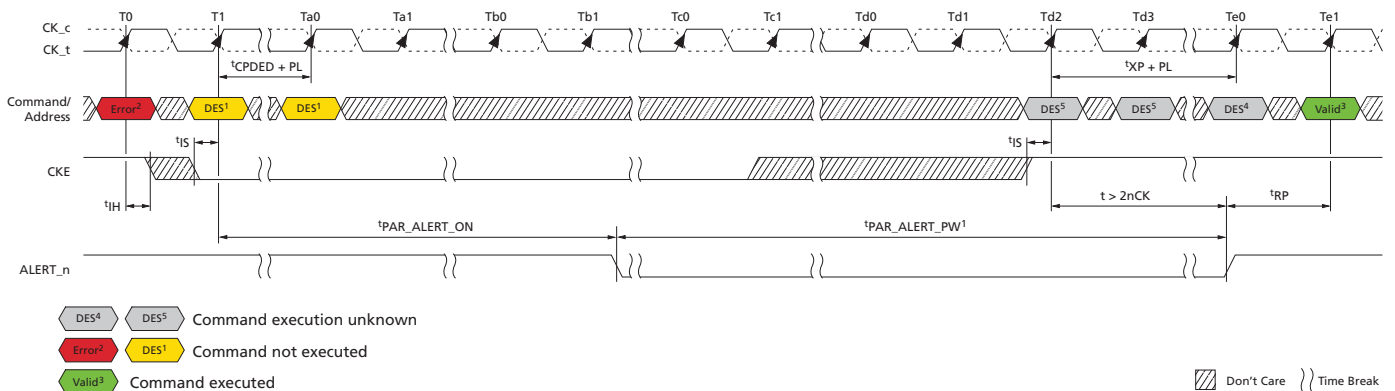 T0 T1 Ta0 Ta1 Tb0 Tb1 Tc0 Tc1 Td0 Td1 Td2 Td3 Te0 Te1
CK_c
CK_t
tCPDED + PL tXP + PL
Command/
Address
Error2 DES1 DES1 DES5 DES5 DES4 Valid3
tIS tIS
CKE
tIH t > 2nCK tRP
tPAR_ALERT_ON tPAR_ALERT_PW1
ALERT_n
DES4 DES5 Command execution unknown
Error2 DES1 Command not executed
Valid3 Command executed
Don't Care Time Break